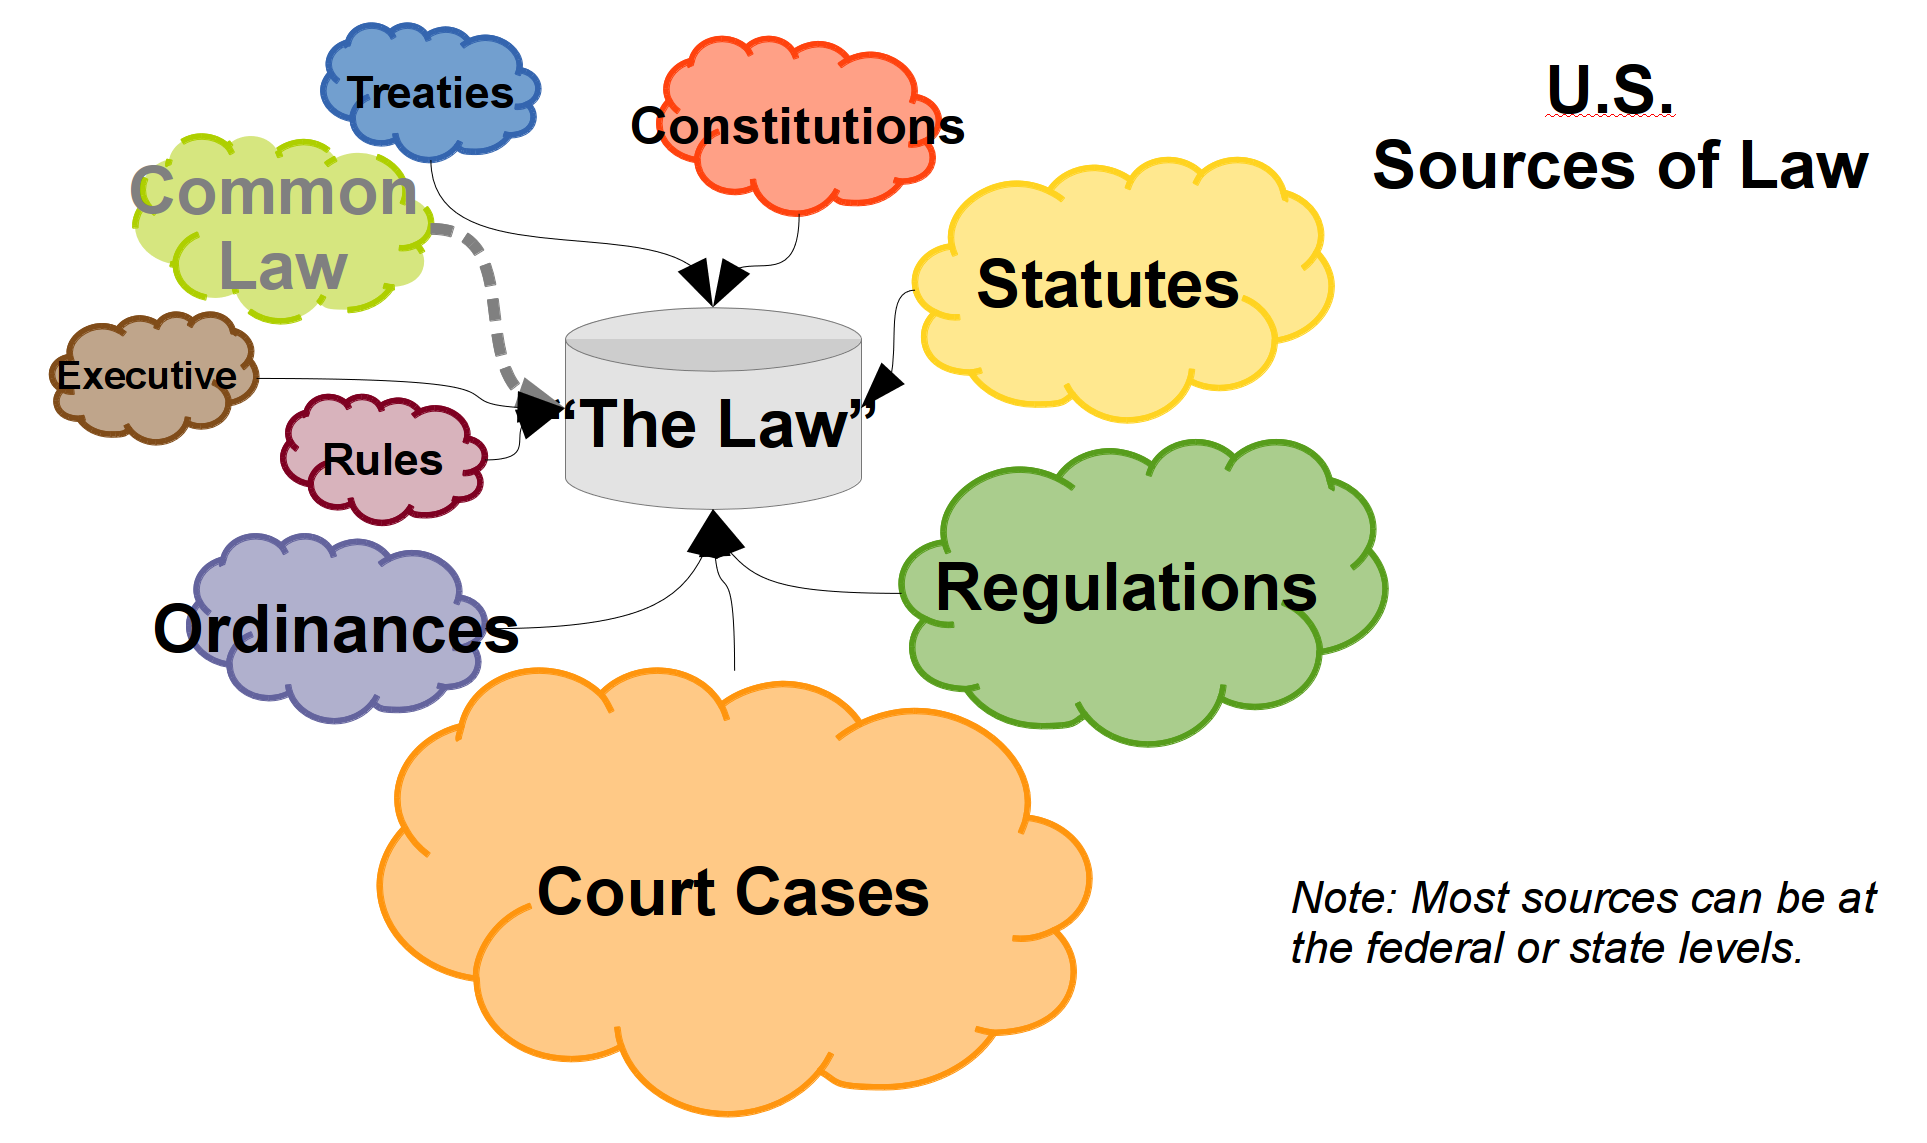 U.S.
Sources of Law
Treaties
Constitutions
Common
Law
Statutes
Executive
"The Law"
Rules
Regulations
Ordinances
Court Cases
Note: Most sources can be at
the federal or state levels.